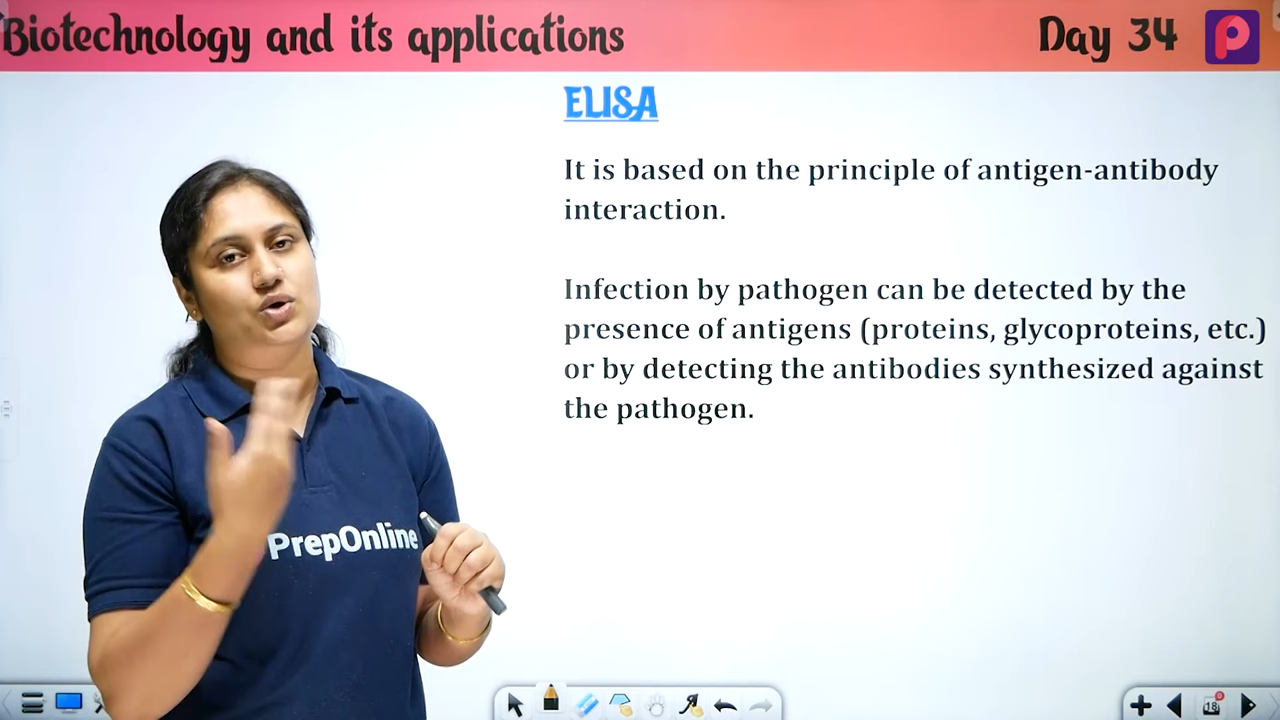 Biotechnology and its applications
Day 34
ELISA
It is based on the principle of antigen-antibody
interaction.
Infection by pathogen can be detected by the
presence of antigens (proteins, glycoproteins, etc.)
or by detecting the antibodies synthesized against
the pathogen.
PrepOnline
18